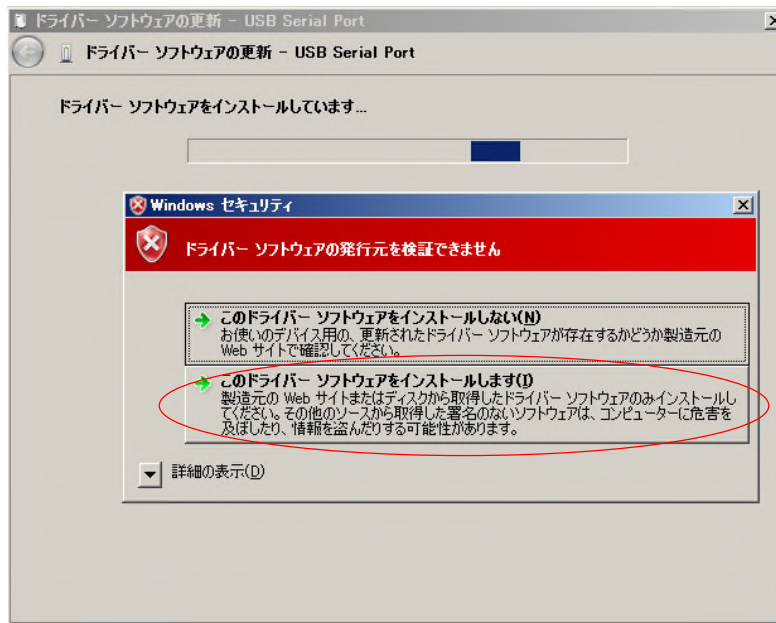 ドライバー ソフトウェアの更新 - USB Serial Port
ドライバー ソフトウェアの更新 - USB Serial Port
ドライバー ソフトウェアをインストールしています...
Windows セキュリティ
ドライバー ソフトウェアの発行元を検証できません
このドライバー ソフトウェアをインストールしない(N)
お使いのデバイス用の、更新されたドライバー ソフトウェアが存在するかどうか製造元の
Web サイトで確認してください。
このドライバー ソフトウェアをインストールします(I)
製造元の Web サイトまたはディスクから取得したドライバー ソフトウェアのみインストールし
てください。その他のソースから取得した署名のないソフトウェアは、コンピューターに危害を
及ぼしたり、情報を盗んだりする可能性があります。
詳細の表示(D)